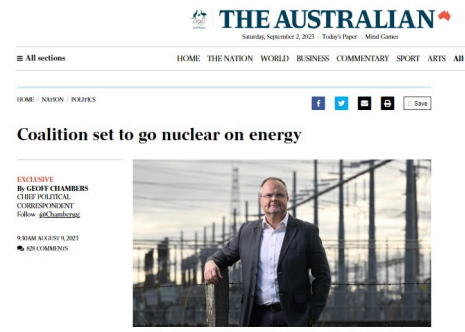 THE AUSTRALIAN
Saturday, September 2, 2023 | Today's Paper | Mind Games
All sections
HOME THE NATION WORLD BUSINESS COMMENTARY SPORT ARTS All
HOME / NATION / POLITICS
Save
Coalition set to go nuclear on energy
EXCLUSIVE
By GEOFF CHAMBERS
CHIEF POLITICAL
CORRESPONDENT
Follow @Chambersgc
9:30AM AUGUST 9, 2023
828 COMMENTS